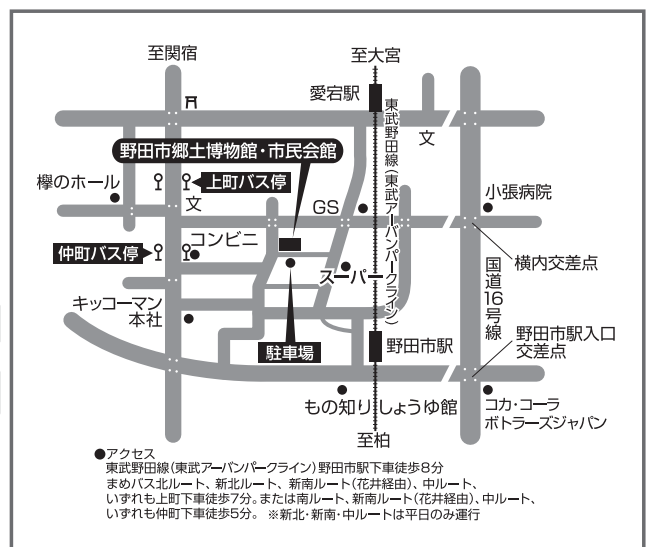 至関宿
至大宮
愛宕駅
東武野田線(東武アーバンパークライン)
文
野田市郷土博物館・市民会館
欅のホール
上町バス停
文
GS
小張病院
仲町バス停
コンビニ
スーパー
国道16号線
横内交差点
キッコーマン
本社
駐車場
野田市駅
野田市駅入口
交差点
もの知りしょうゆ館
コカ・コーラ
ボトラーズジャパン
至柏
●アクセス
東武野田線(東武アーバンパークライン)野田市駅下車徒歩8分
まめバス北ルート、新北ルート、新南ルート(花井経由)、中ルート、
いずれも上町下車徒歩7分。または南ルート、新南ルート(花井経由)、中ルート、
いずれも仲町下車徒歩5分。 ※新北・新南・中ルートは平日のみ運行